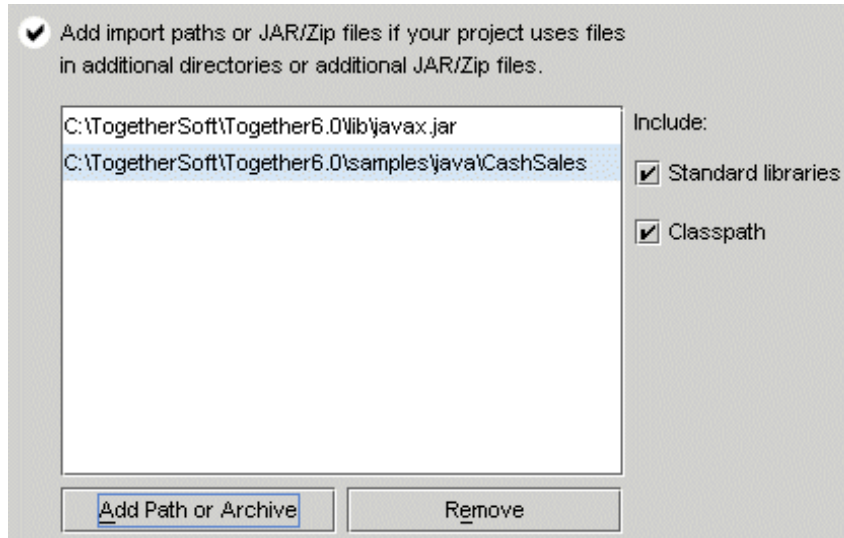 Add import paths or JAR/Zip files if your project uses files
in additional directories or additional JAR/Zip files.
C:\TogetherSoft\Together6.0\lib\javax.jar
Include:
C:\TogetherSoft\Together6.0\samples\java\CashSales
Standard libraries
Classpath
Add Path or Archive
Remove